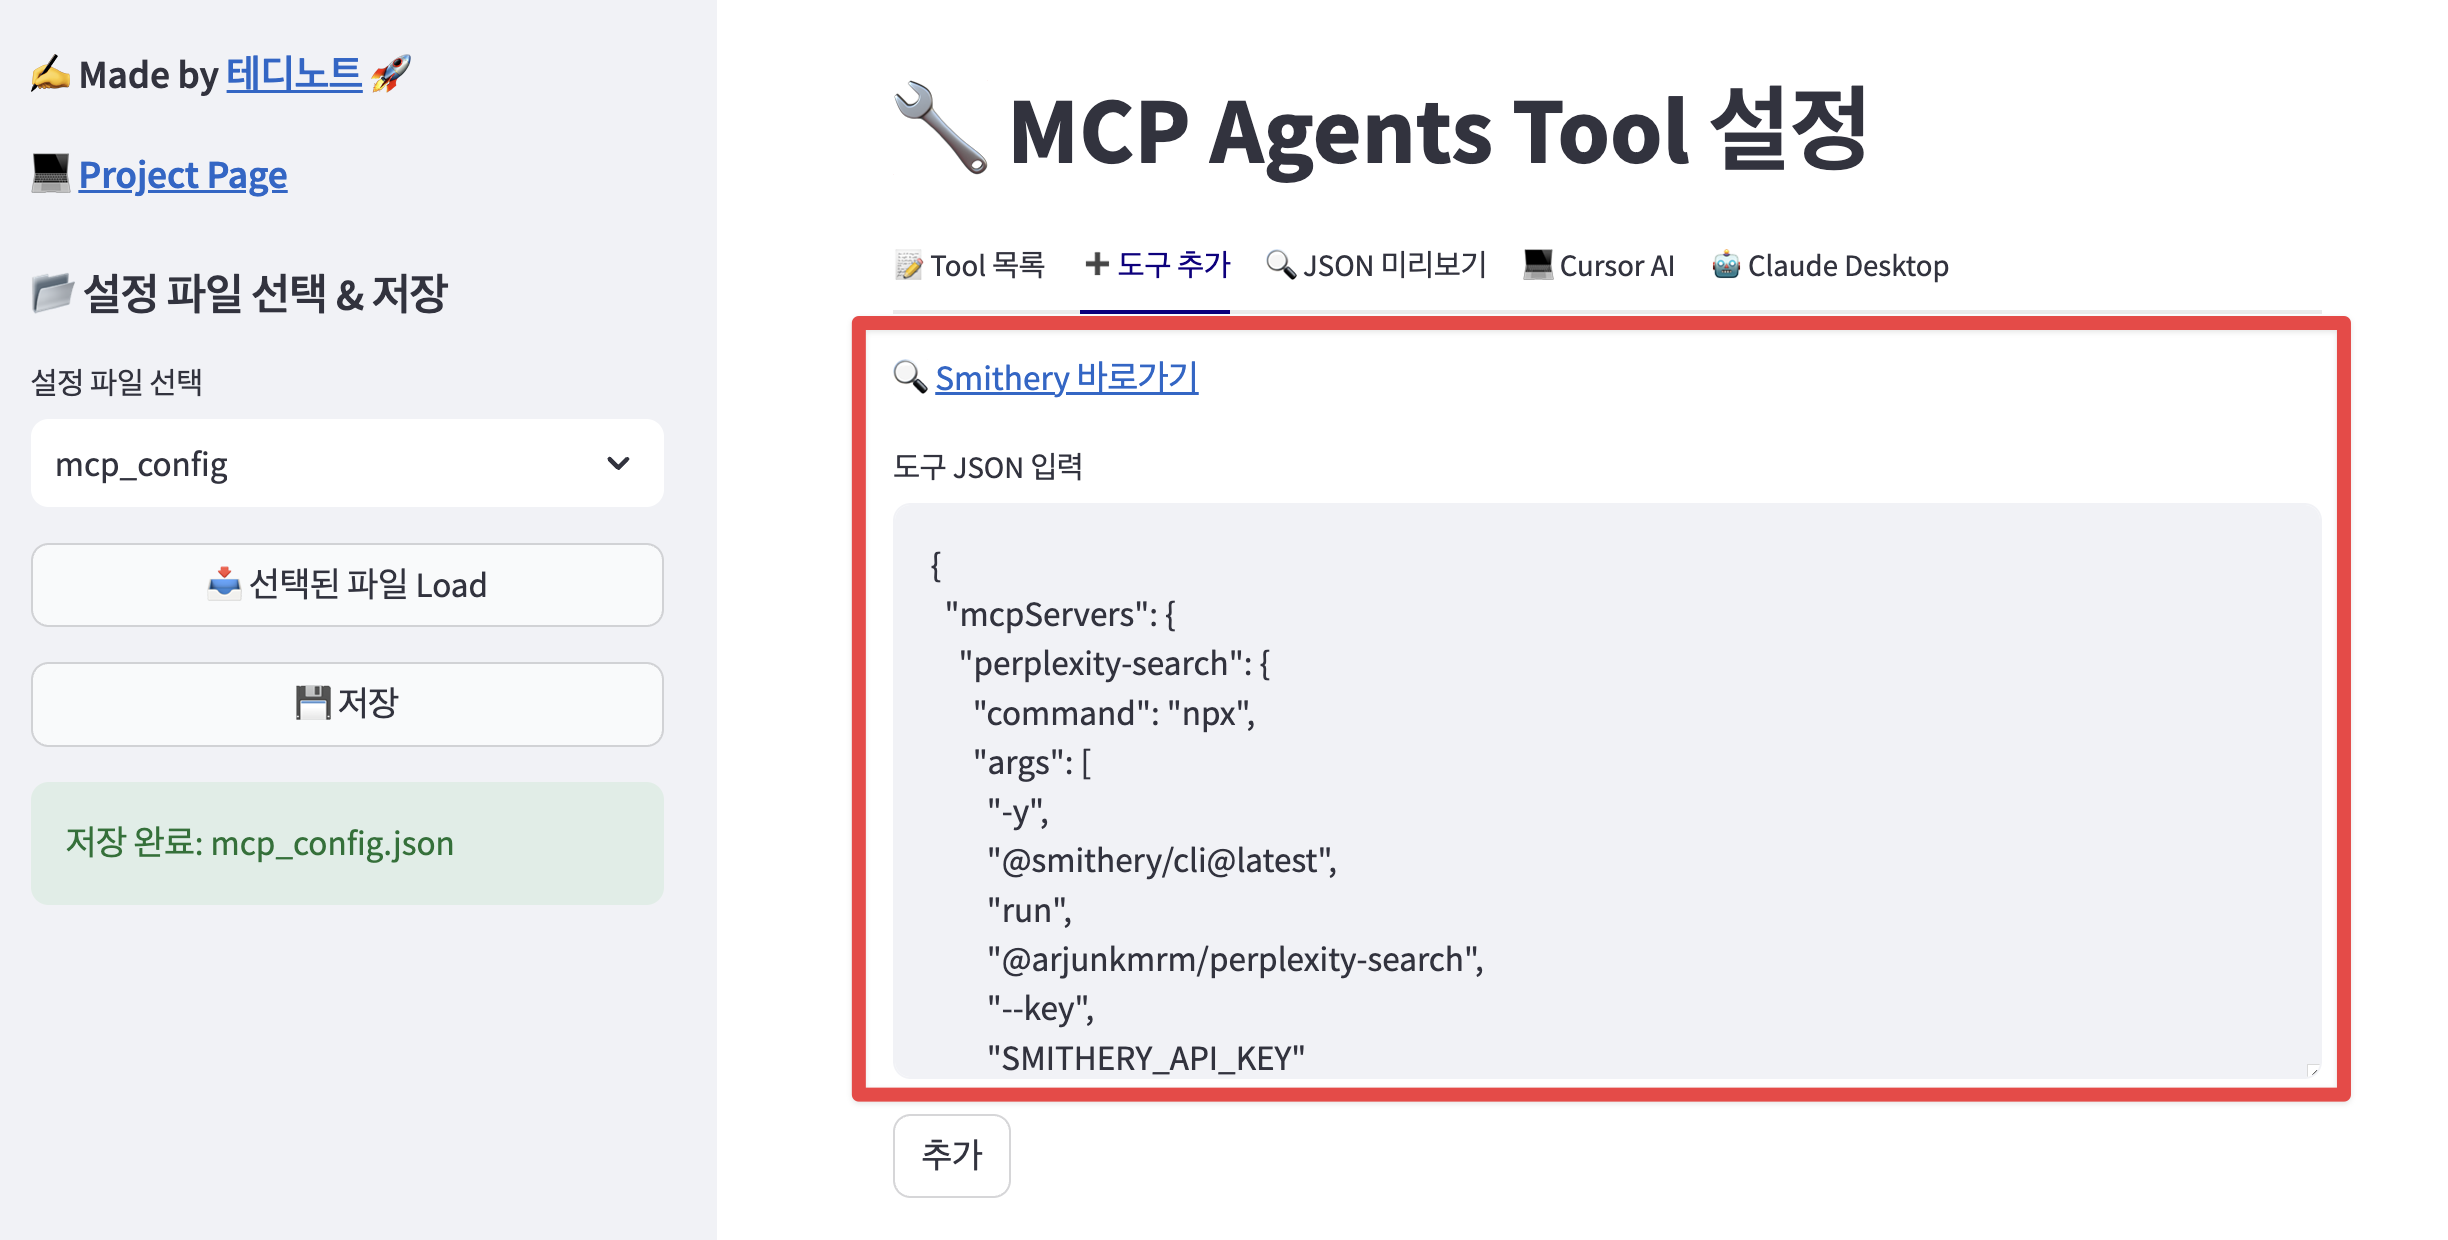 ✍️ Made by 테디노트 🚀
💻 Project Page
📂 설정 파일 선택 & 저장
설정 파일 선택
mcp_config
📥 선택된 파일 Load
💾 저장
저장 완료: mcp_config.json
🔧 MCP Agents Tool 설정
📝 Tool 목록 ➕ 도구 추가 🔍 JSON 미리보기 💻 Cursor AI 🤖 Claude Desktop
🔍 Smithery 바로가기
도구 JSON 입력
{
"mcpServers": {
"perplexity-search": {
"command": "npx",
"args": [
"-y",
"@smithery/cli@latest",
"run",
"@arjunkmrm/perplexity-search",
"--key",
"SMITHERY_API_KEY"
추가